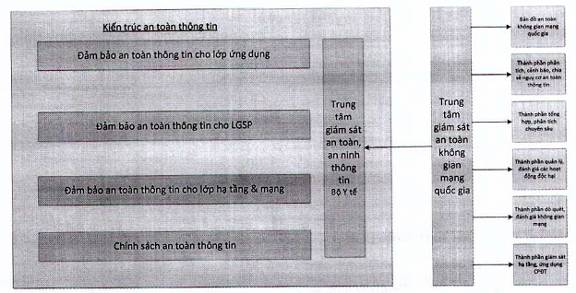 Kiến trúc an toàn thông tin
Đảm bảo an toàn thông tin cho lớp ứng dụng
Đảm bảo an toàn thông tin cho LGSP
Đảm bảo an toàn thông tin cho lớp hạ tầng & mạng
Chính sách an toàn thông tin
Trung
tâm
giám sát
an toàn,
an ninh
thông
tin
Bộ Y tế
Trung
tâm
giám sát
an toàn
không
gian
mạng
quốc gia
Bản đồ an toàn
không gian mạng
quốc gia
Thành phần phân
tích, cảnh báo, chia
sẻ nguy cơ an toàn
thông tin
Thành phần tổng
hợp, phân tích
chuyên sâu
Thành phần quản lý,
đánh giá các hoạt
động độc hại
Thành phần dò quét,
đánh giá không gian
mạng
Thành phần giám sát
hạ tầng, ứng dụng
CPĐT